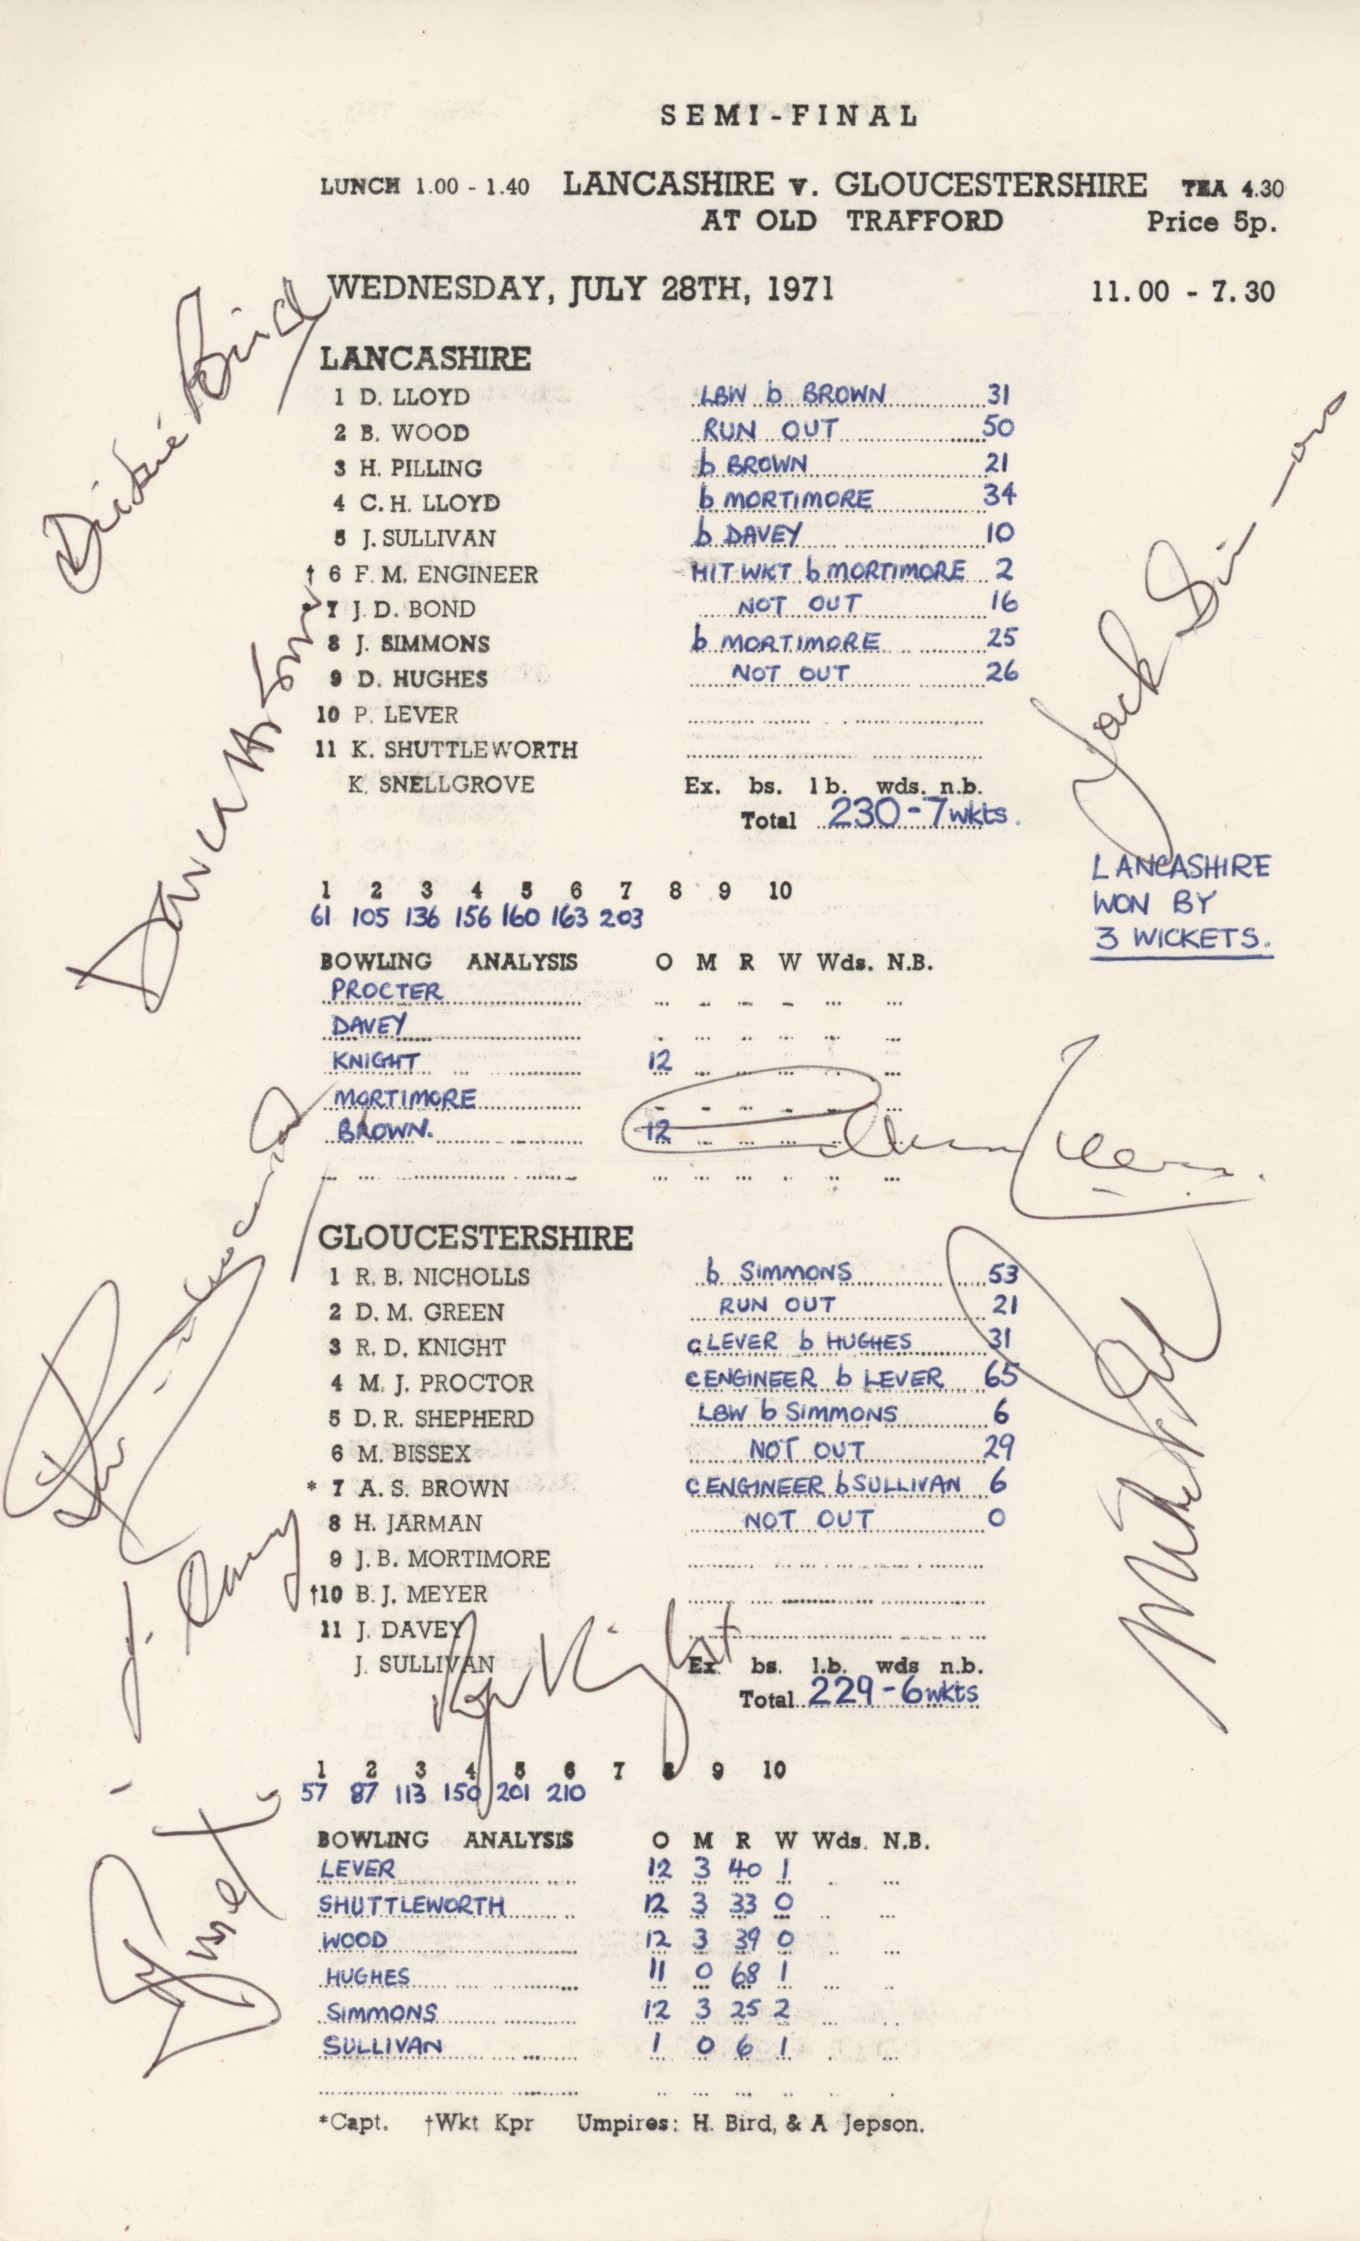 SEMI-FINAL
LUNCH 1.00 - 1.40 LANCASHIRE v. GLOUCESTERSHIRE TEA 4.30
AT OLD TRAFFORD Price 5p.
WEDNESDAY, JULY 28TH, 1971 11.00 - 7.30
Dickie Bird
LANCASHIRE
1 D. LLOYD LBW b BROWN 31
2 B. WOOD RUN OUT 50
3 H. PILLING b BROWN 21
4 C. H. LLOYD b MORTIMORE 34
5 J. SULLIVAN b DAVEY 10
† 6 F. M. ENGINEER HIT WKT b MORTIMORE 2
*7 J. D. BOND NOT OUT 16
8 J. SIMMONS b MORTIMORE 25
9 D. HUGHES NOT OUT 26
10 P. LEVER
11 K. SHUTTLEWORTH
K. SNELLGROVE Ex. bs. lb. wds. n.b.
Total 230-7wkts.
Jack Simmons
LANCASHIRE
WON BY
3 WICKETS.
1 2 3 4 5 6 7 8 9 10
61 105 136 156 160 163 203
BOWLING ANALYSIS O M R W Wds. N.B.
PROCTER
DAVEY
KNIGHT 12
MORTIMORE
BROWN. 12
GLOUCESTERSHIRE
1 R. B. NICHOLLS b SIMMONS 53
2 D. M. GREEN RUN OUT 21
3 R. D. KNIGHT c LEVER b HUGHES 31
4 M. J. PROCTOR c ENGINEER b LEVER 65
5 D. R. SHEPHERD LBW b SIMMONS 6
6 M. BISSEX NOT OUT 29
* 7 A. S. BROWN c ENGINEER b SULLIVAN 6
8 H. JARMAN NOT OUT 0
9 J. B. MORTIMORE
†10 B. J. MEYER
11 J. DAVEY
J. SULLIVAN Ex bs. l.b. wds n.b.
Total 229-6wkts
J. Davey
Roger Knight
Mike Procter
1 2 3 4 5 6 7 8 9 10
57 87 113 150 201 210
BOWLING ANALYSIS O M R W Wds. N.B.
LEVER 12 3 40 1
SHUTTLEWORTH 12 3 33 0
WOOD 12 3 39 0
HUGHES 11 0 68 1
SIMMONS 12 3 25 2
SULLIVAN 1 0 6 1
*Capt. †Wkt Kpr Umpires: H. Bird, & A Jepson.